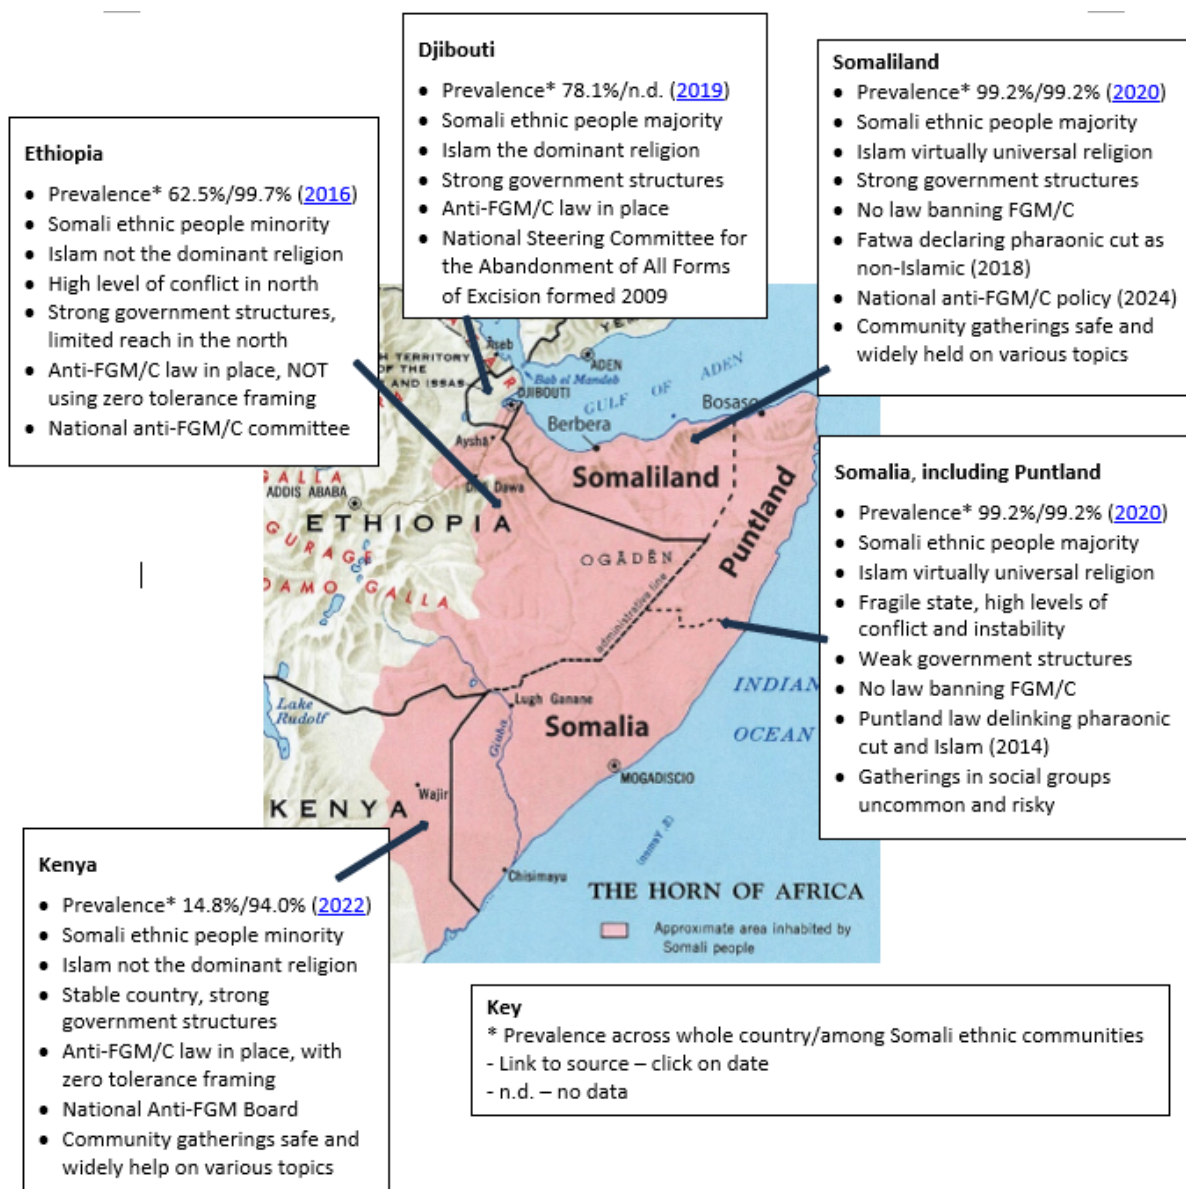 Djibouti
• Prevalence* 78.1%/n.d. (2019)
• Somali ethnic people majority
• Islam the dominant religion
• Strong government structures
• Anti-FGM/C law in place
• National Steering Committee for
the Abandonment of All Forms
of Excision formed 2009
Somaliland
• Prevalence* 99.2%/99.2% (2020)
• Somali ethnic people majority
• Islam virtually universal religion
• Strong government structures
• No law banning FGM/C
• Fatwa declaring pharaonic cut as
non-Islamic (2018)
• National anti-FGM/C policy (2024)
• Community gatherings safe and
widely held on various topics
Ethiopia
• Prevalence* 62.5%/99.7% (2016)
• Somali ethnic people minority
• Islam not the dominant religion
• High level of conflict in north
• Strong government structures,
limited reach in the north
• Anti-FGM/C law in place, NOT
using zero tolerance framing
• National anti-FGM/C committee
Somalia, including Puntland
• Prevalence* 99.2%/99.2% (2020)
• Somali ethnic people majority
• Islam virtually universal religion
• Fragile state, high levels of
conflict and instability
• Weak government structures
• No law banning FGM/C
• Puntland law delinking pharaonic
cut and Islam (2014)
• Gatherings in social groups
uncommon and risky
H TERRITORY
OF THE
AND ISSAS
Aseb
Bab el Mandeb
ADEN
DJIBOUTI
GULF OF ADEN
Bosaso
Berbera
Aysha
Somaliland
Puntland
GALLA
ADDIS ABABA
Dire Dawa
ETHIOPIA
GURAGE
OGĀDĒN
DAMO GALLA
administrative line
Lake
Rudolf
Lugh Ganane
Giuba
Somalia
INDIAN
OCEAN
MOGADISCIO
Wajir
KENYA
Chisimayu
THE HORN OF AFRICA
Approximate area inhabited by
Somali people
Kenya
• Prevalence* 14.8%/94.0% (2022)
• Somali ethnic people minority
• Islam not the dominant religion
• Stable country, strong
government structures
• Anti-FGM/C law in place, with
zero tolerance framing
• National Anti-FGM Board
• Community gatherings safe and
widely help on various topics
Key
* Prevalence across whole country/among Somali ethnic communities
- Link to source – click on date
- n.d. – no data